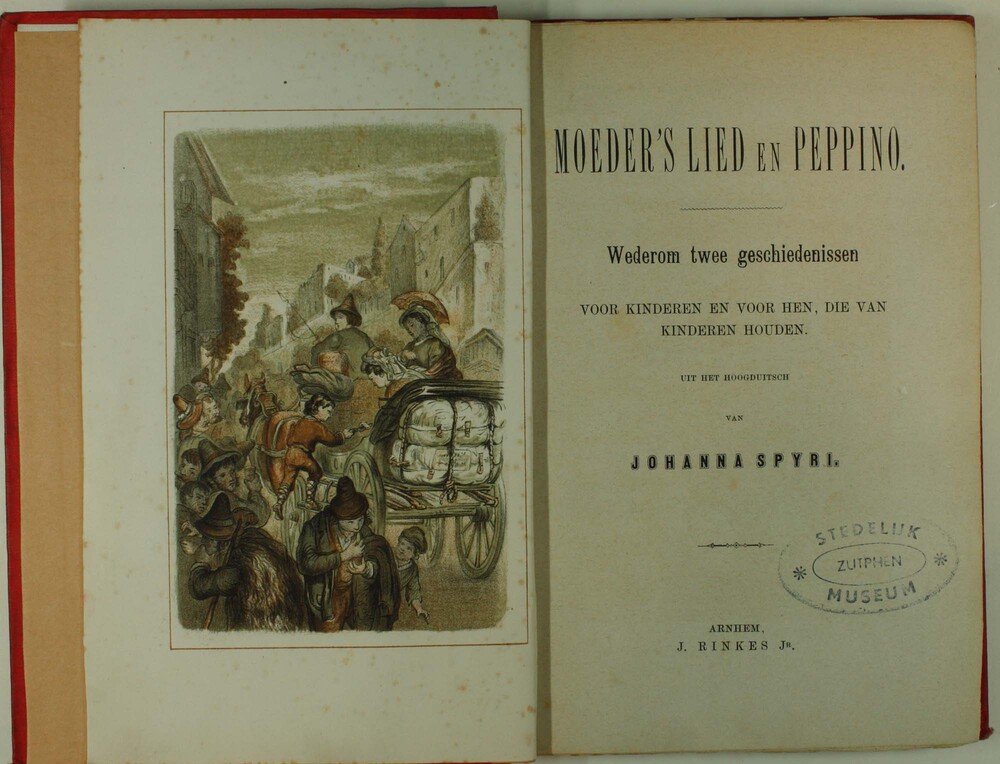 MOEDER'S LIED EN PEPPINO.
Wederom twee geschiedenissen
VOOR KINDEREN EN VOOR HEN, DIE VAN
KINDEREN HOUDEN.
UIT HET HOOGDUITSCH
VAN
JOHANNA SPYRI.
STEDELIJK
ZUTPHEN
MUSEUM
ARNHEM,
J. RINKES JR.